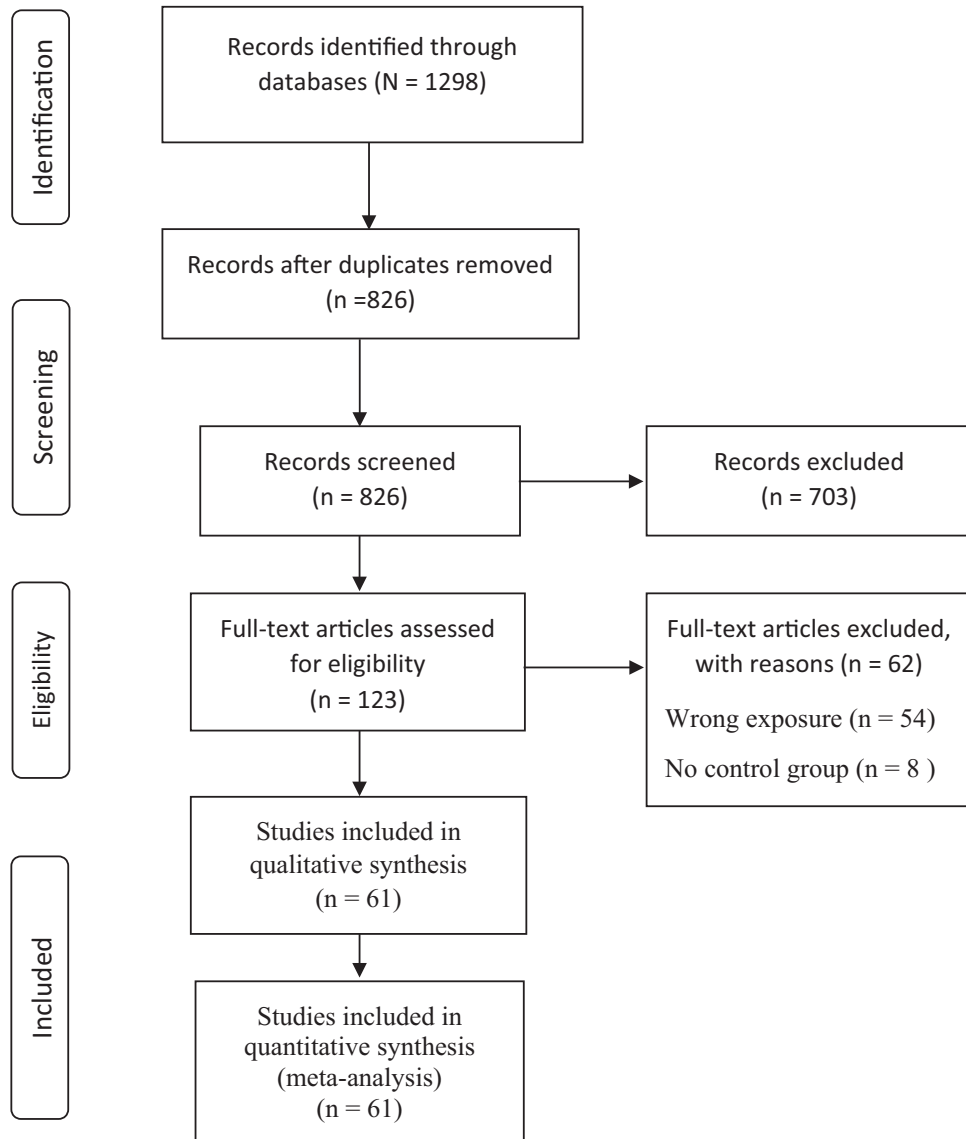 Identification
Records identified through
databases (N = 1298)
Records after duplicates removed
(n =826)
Screening
Records screened
(n = 826)
Records excluded
(n = 703)
Eligibility
Full-text articles assessed
for eligibility
(n = 123)
Full-text articles excluded,
with reasons (n = 62)
Wrong exposure (n = 54)
No control group (n = 8 )
Included
Studies included in
qualitative synthesis
(n = 61)
Studies included in
quantitative synthesis
(meta-analysis)
(n = 61)